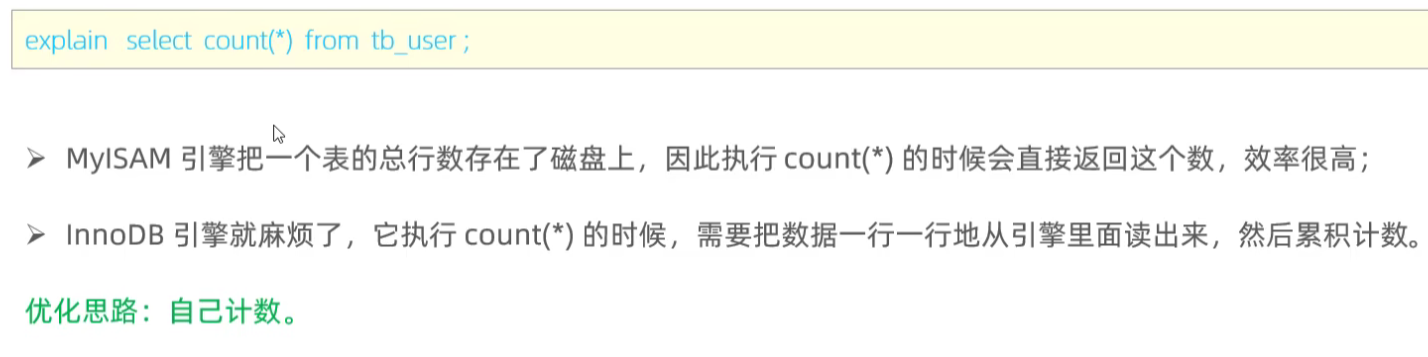 explain select count(*) from tb_user ;
➢ MyISAM 引擎把一个表的总行数存在了磁盘上，因此执行 count(*) 的时候会直接返回这个数，效率很高；
➢ InnoDB 引擎就麻烦了，它执行 count(*) 的时候，需要把数据一行一行地从引擎里面读出来，然后累积计数。
优化思路：自己计数。